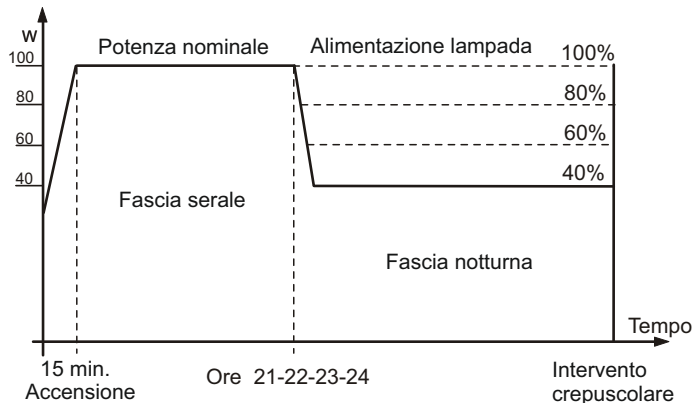 W
Potenza nominale
Alimentazione lampada
100
100%
80
80%
60
60%
40
40%
Fascia serale
Fascia notturna
Tempo
15 min.
Accensione
Ore 21-22-23-24
Intervento
crepuscolare